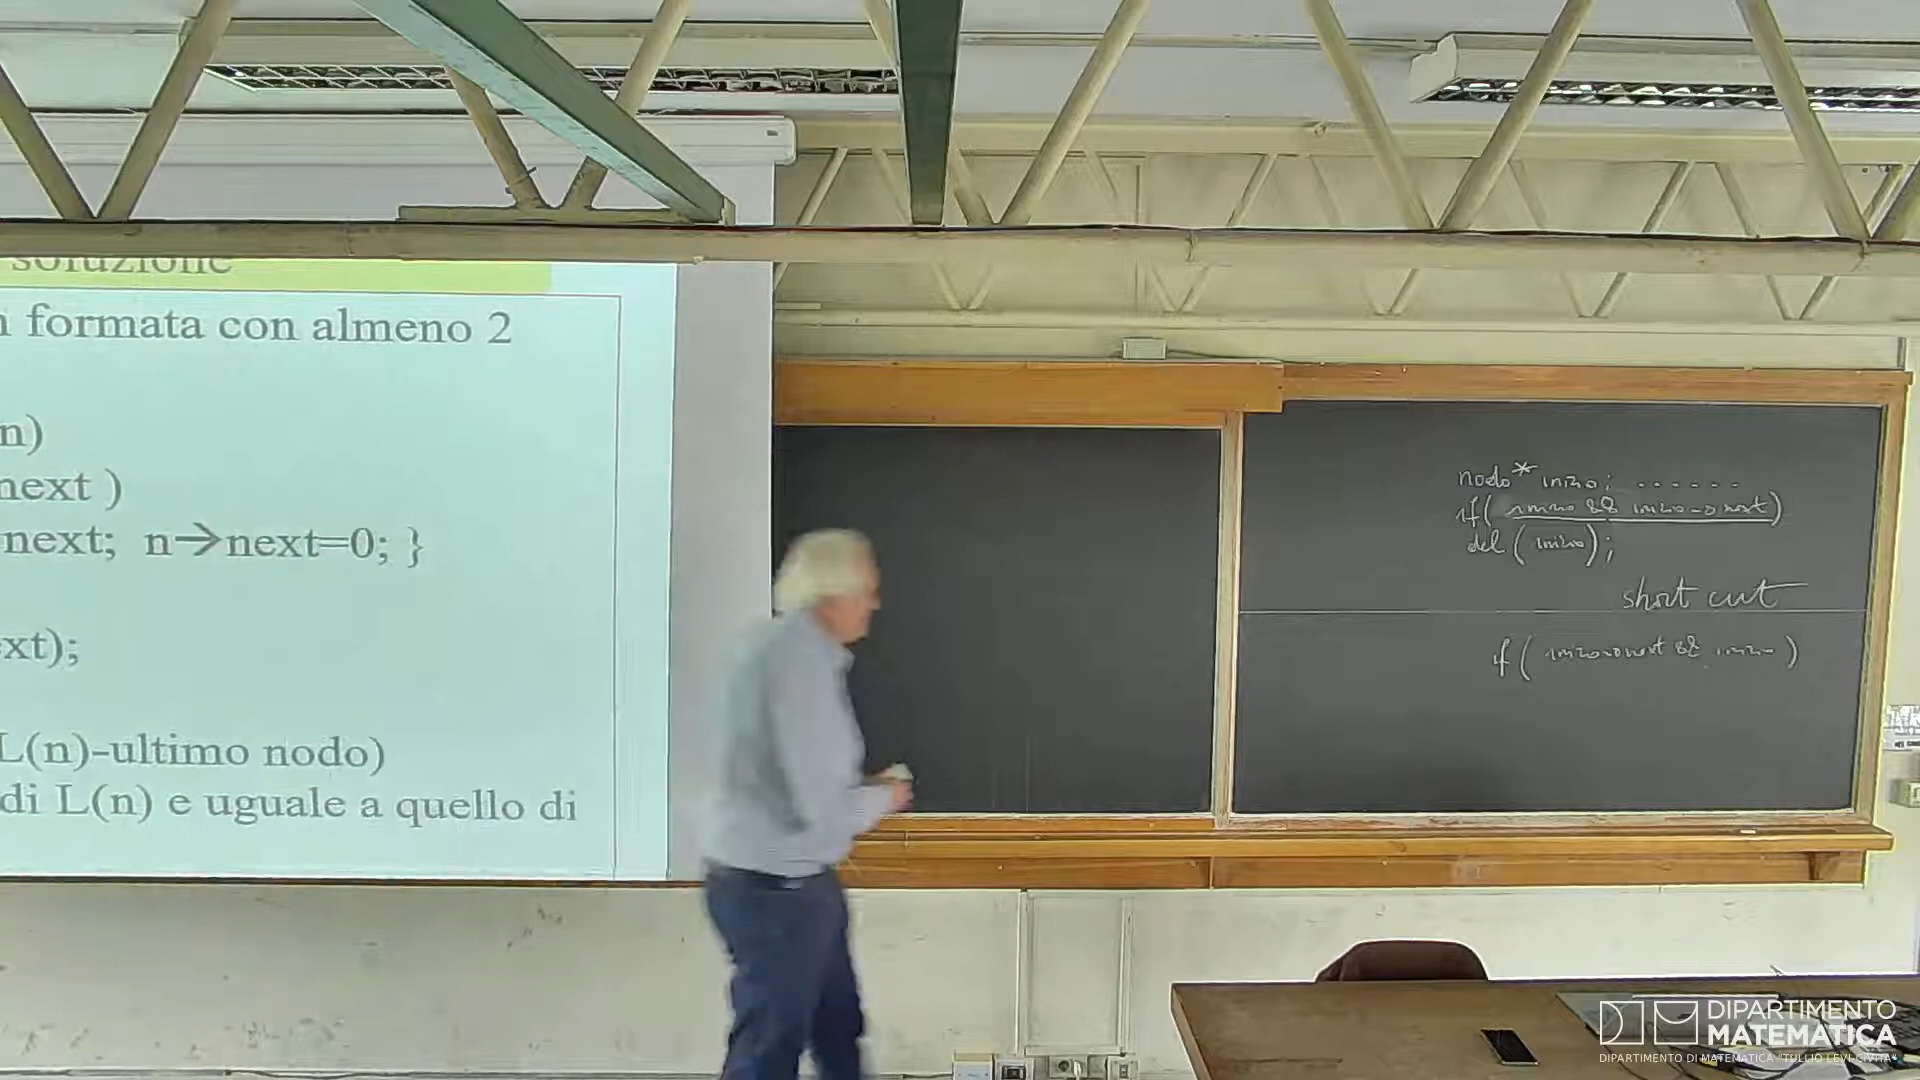 soluzione
formata con almeno 2
n)
next )
next; n→next=0; }
xt);
L(n)-ultimo nodo)
di L(n) e uguale a quello di
nodo* inizio; ......
if( inizio && inizio→next)
del (inizio);
short cut
if( inizio→next && inizio )
DIPARTIMENTO
MATEMATICA
DIPARTIMENTO DI MATEMATICA "TULLIO LEVI-CIVITA"